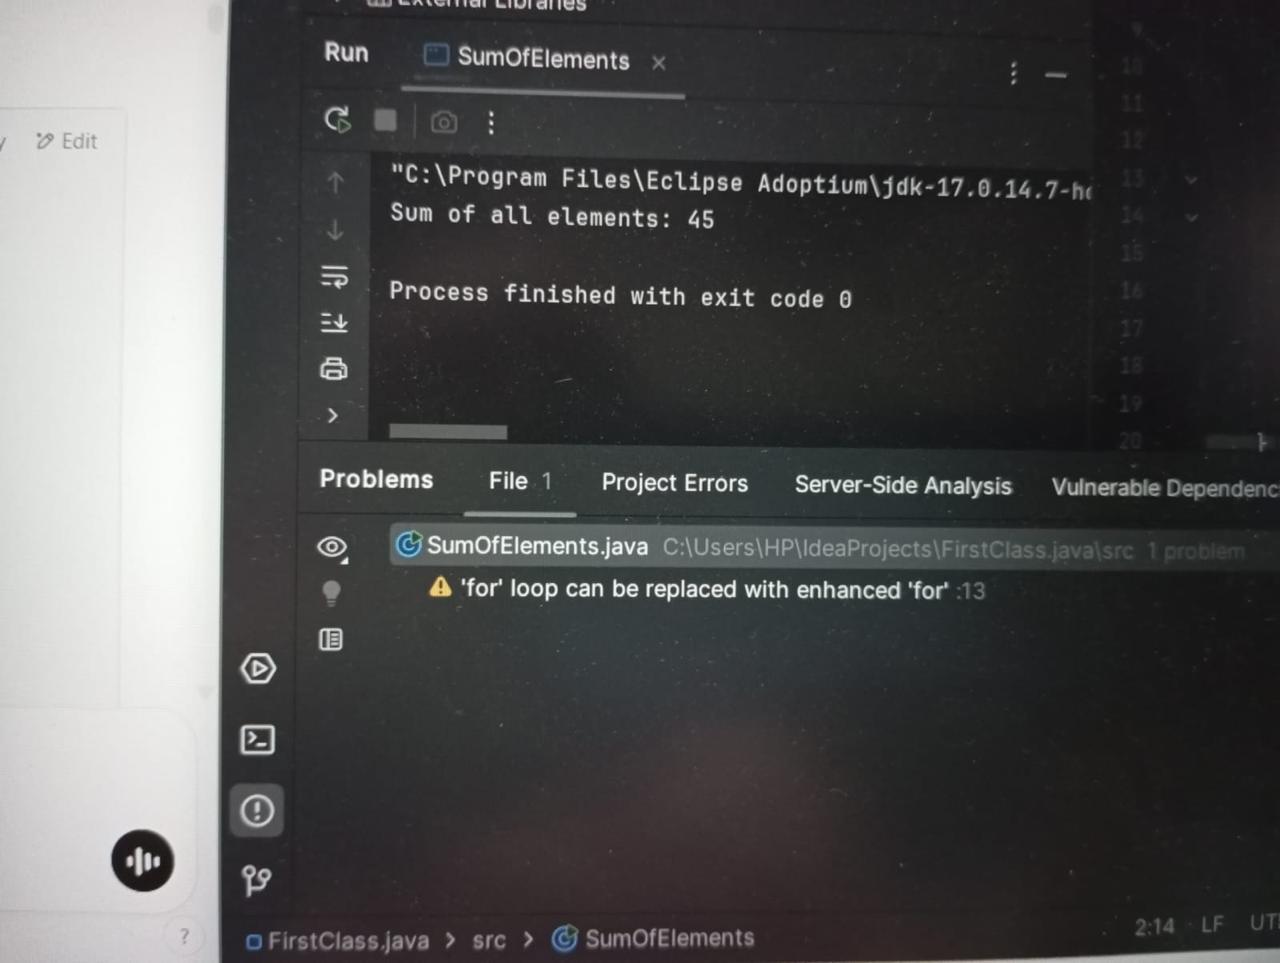 External Libraries
Run SumOfElements
Edit
"C:\Program Files\Eclipse Adoptium\jdk-17.0.14.7-ho
Sum of all elements: 45
Process finished with exit code 0
10
11
12
13
14
15
16
17
18
19
20 }
Problems File 1 Project Errors Server-Side Analysis Vulnerable Dependenc
SumOfElements.java C:\Users\HP\IdeaProjects\FirstClass.java\src 1 problem
'for' loop can be replaced with enhanced 'for' :13
?
FirstClass.java > src > SumOfElements 2:14 LF UTF